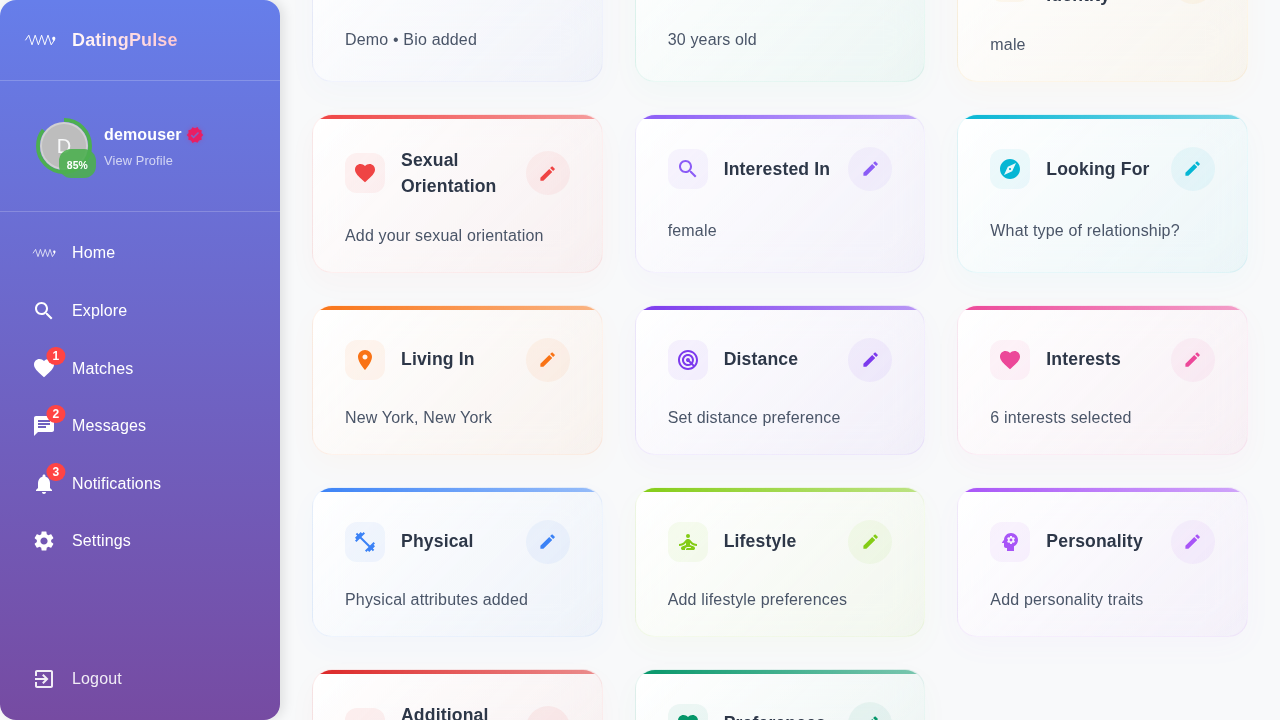 DatingPulse
D
85%
demouser
View Profile
Home
Explore
1
Matches
2
Messages
3
Notifications
Settings
Logout
Demo • Bio added
30 years old
male
Sexual
Orientation
Add your sexual orientation
Interested In
female
Looking For
What type of relationship?
Living In
New York, New York
Distance
Set distance preference
Interests
6 interests selected
Physical
Physical attributes added
Lifestyle
Add lifestyle preferences
Personality
Add personality traits
Additional
Preferences